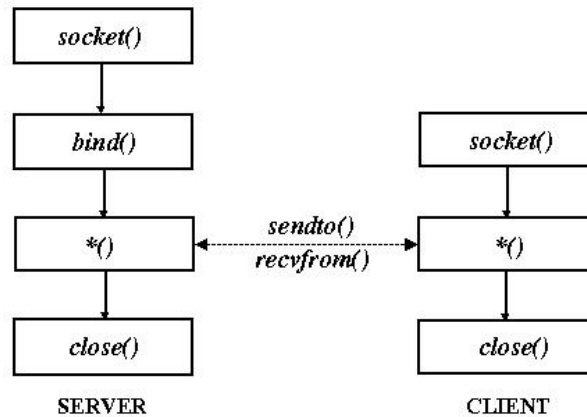 socket()
bind()
socket()
*()
sendto()
recvfrom()
*()
close()
close()
SERVER
CLIENT